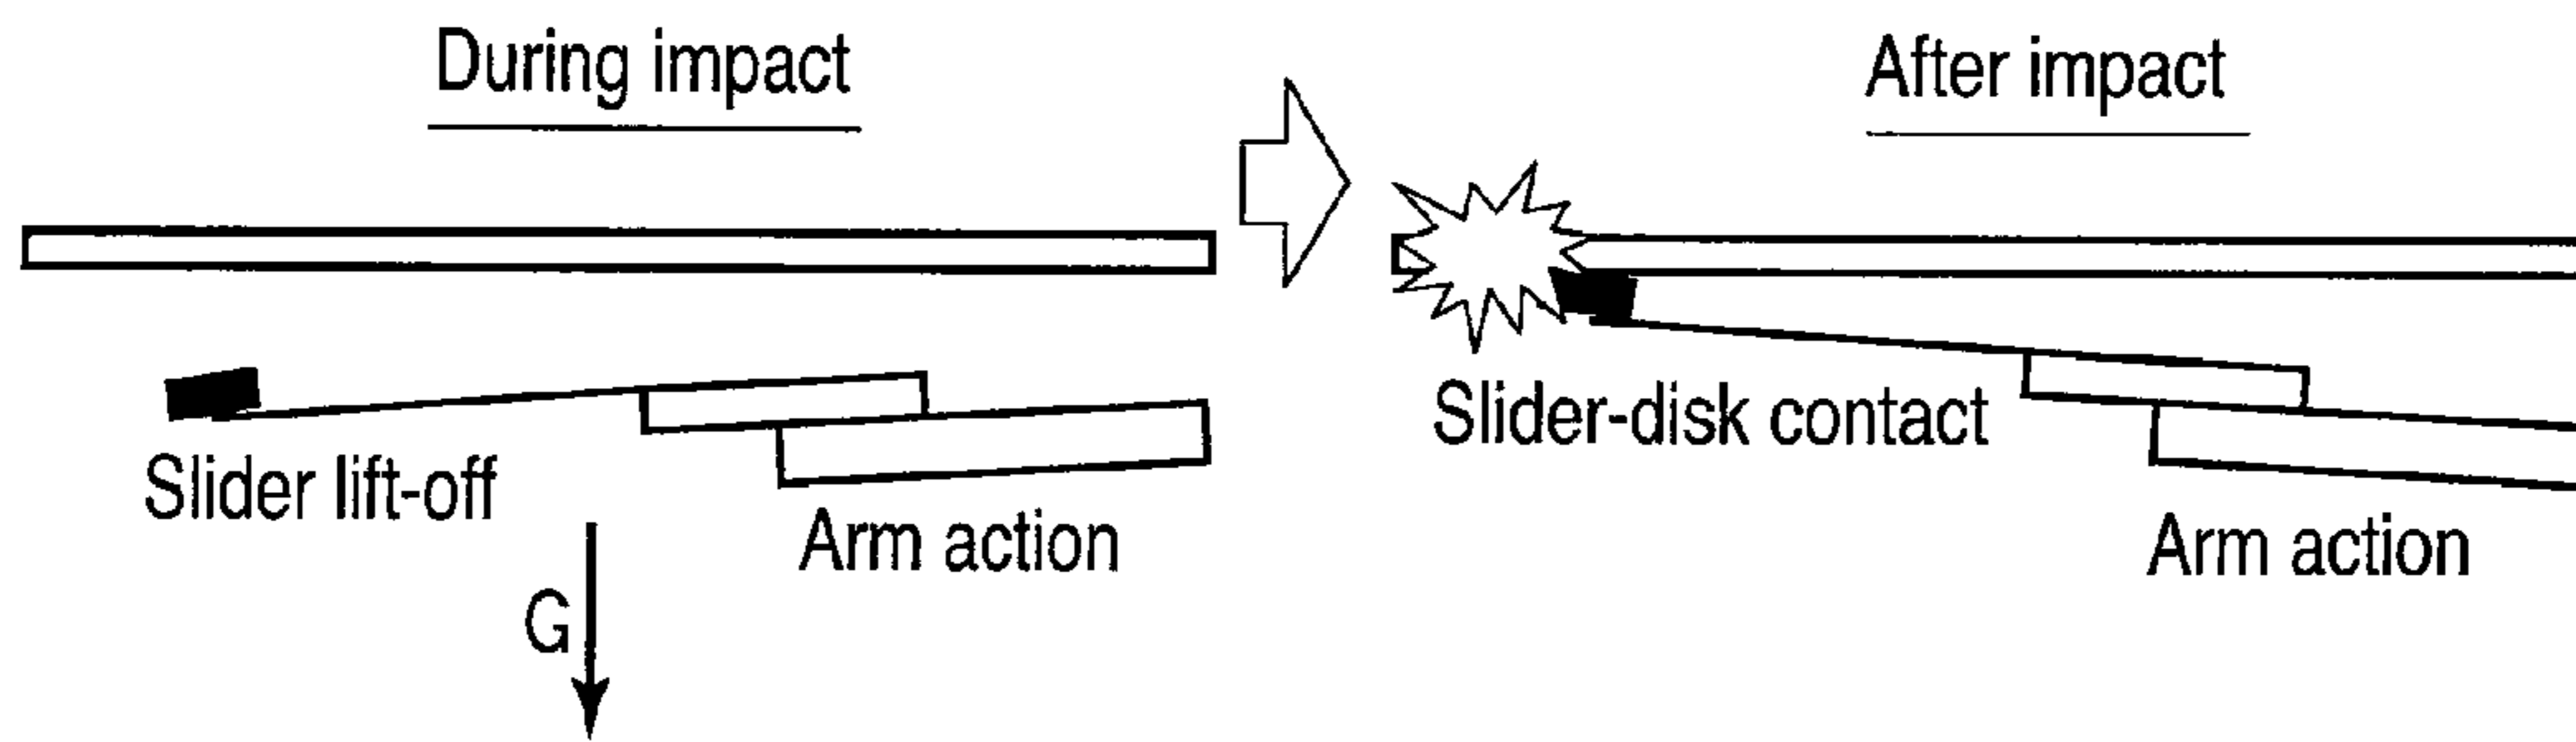 During impact
After impact
Slider lift-off
Arm action
G
Slider-disk contact
Arm action